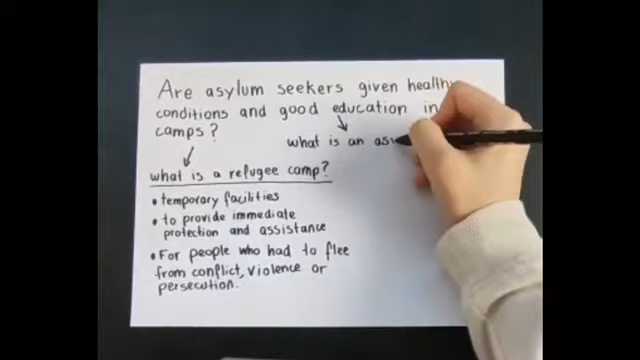 Are asylum seekers given healthy
conditions and good education in
camps?
what is an
what is a refugee camp?
• temporary facilities
• to provide immediate
protection and assistance
• For people who had to flee
from conflict, violence or
persecution.